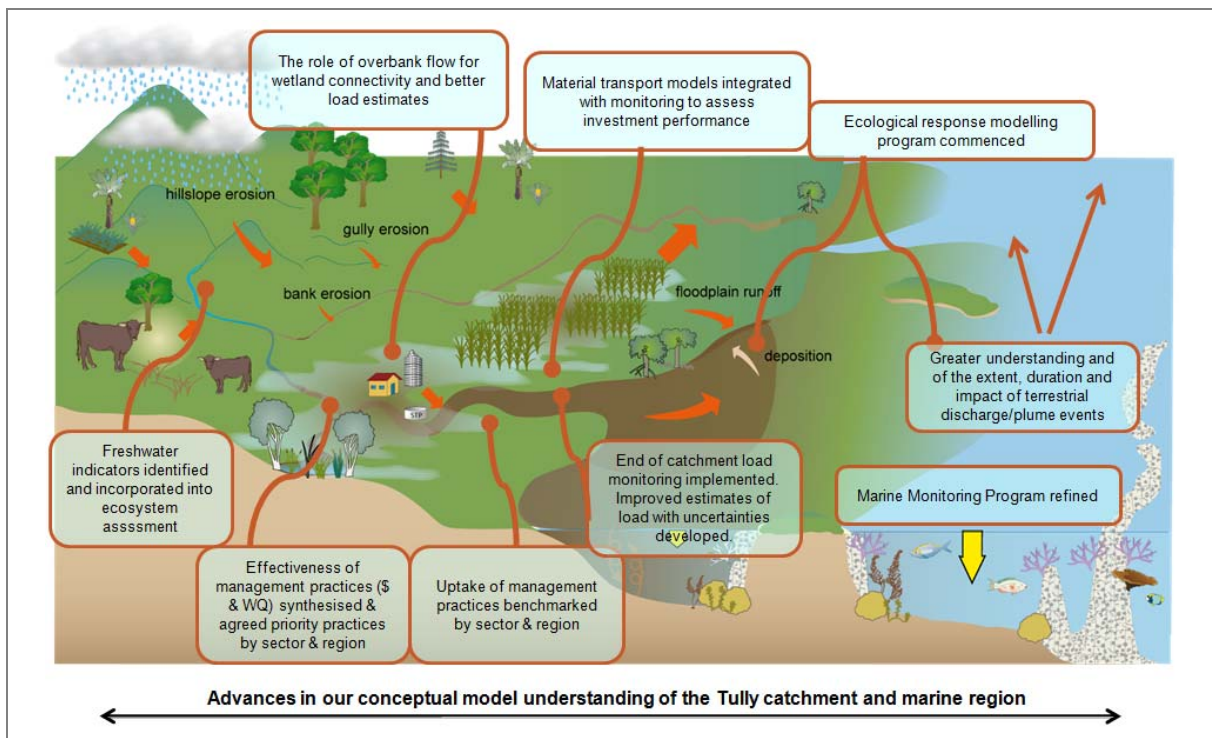 The role of overbank flow for
wetland connectivity and better
load estimates
Material transport models integrated
with monitoring to assess
investment performance
Ecological response modelling
program commenced
hillslope erosion
gully erosion
bank erosion
floodplain runoff
deposition
STP
Greater understanding and
of the extent, duration and
impact of terrestrial
discharge/plume events
Freshwater
indicators identified
and incorporated into
ecosystem
asssment
End of catchment load
monitoring implemented.
Improved estimates of
load with uncertainties
developed.
Marine Monitoring Program refined
Effectiveness of
management practices ($
& WQ) synthesised &
agreed priority practices
by sector & region
Uptake of management
practices benchmarked
by sector & region
Advances in our conceptual model understanding of the Tully catchment and marine region